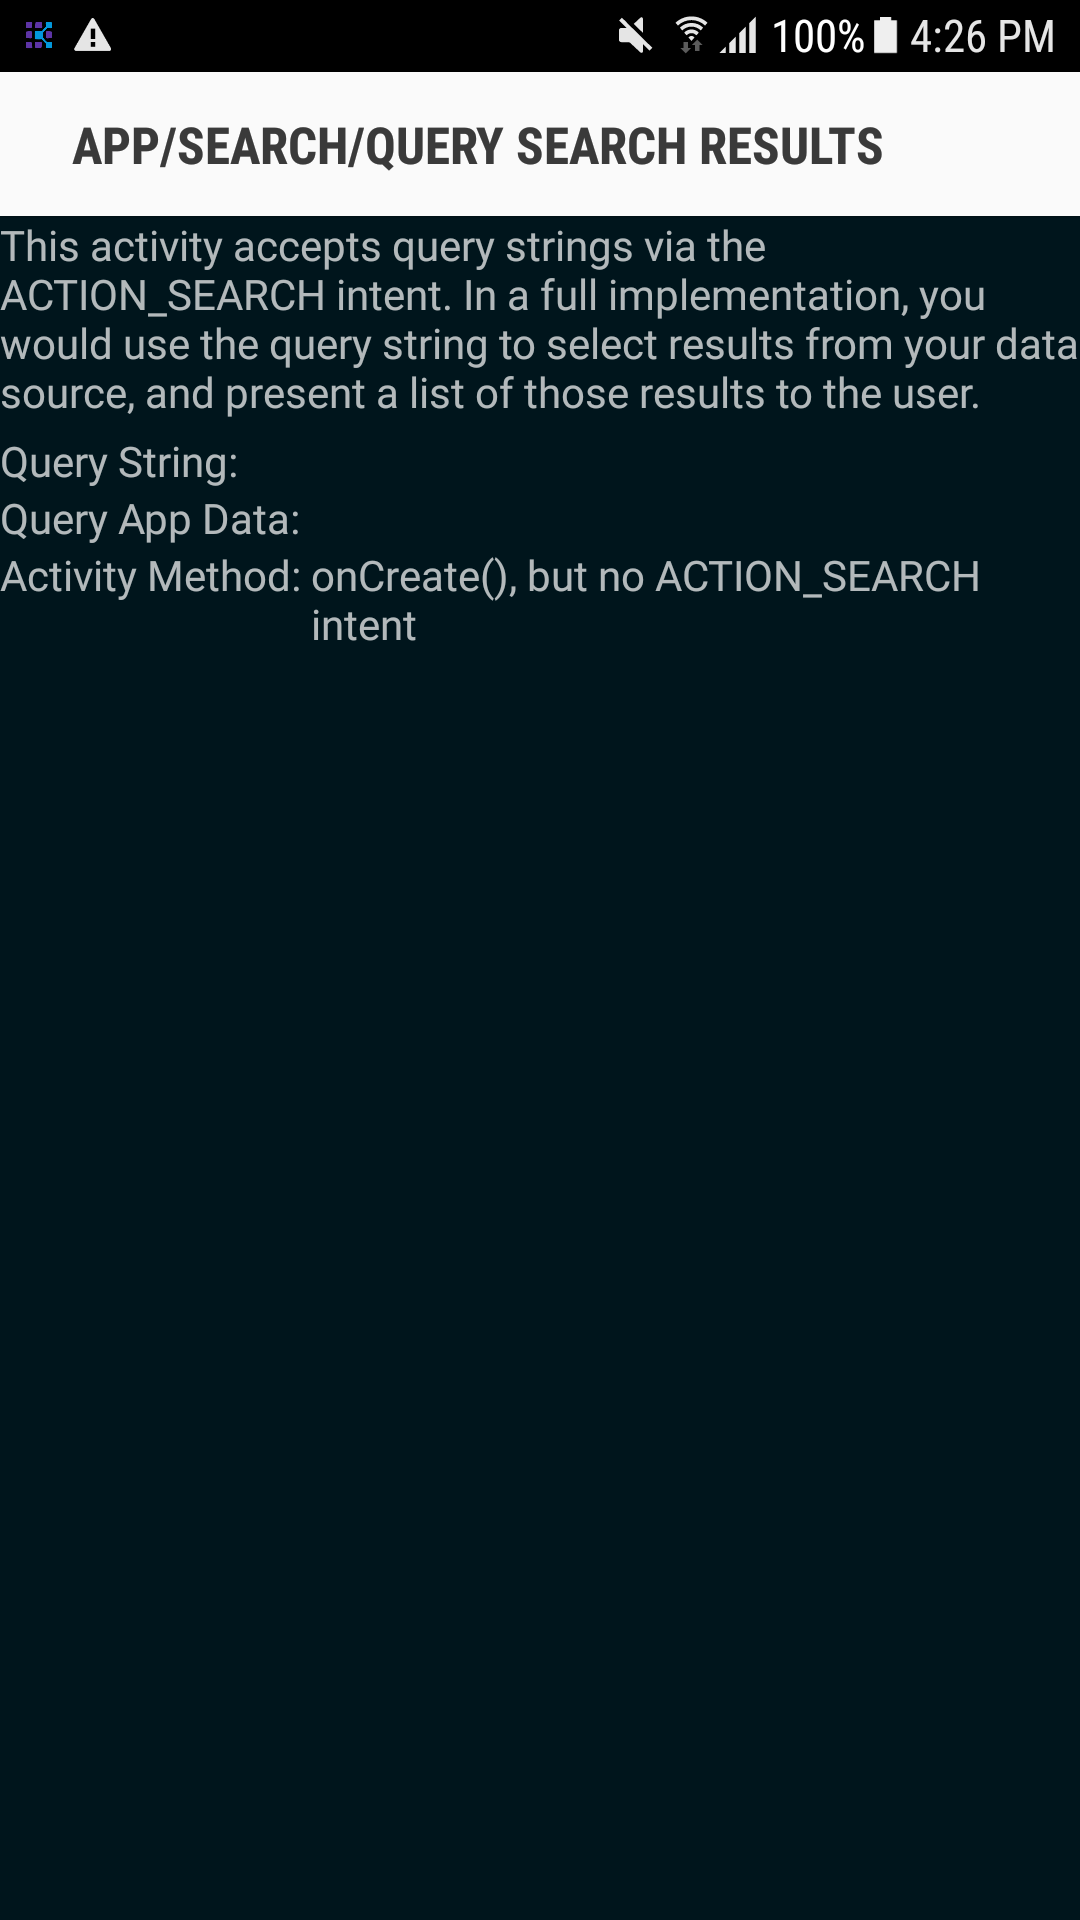 100% 4:26 PM
APP/SEARCH/QUERY SEARCH RESULTS
This activity accepts query strings via the
ACTION_SEARCH intent. In a full implementation, you
would use the query string to select results from your data
source, and present a list of those results to the user.
Query String:
Query App Data:
Activity Method: onCreate(), but no ACTION_SEARCH
intent